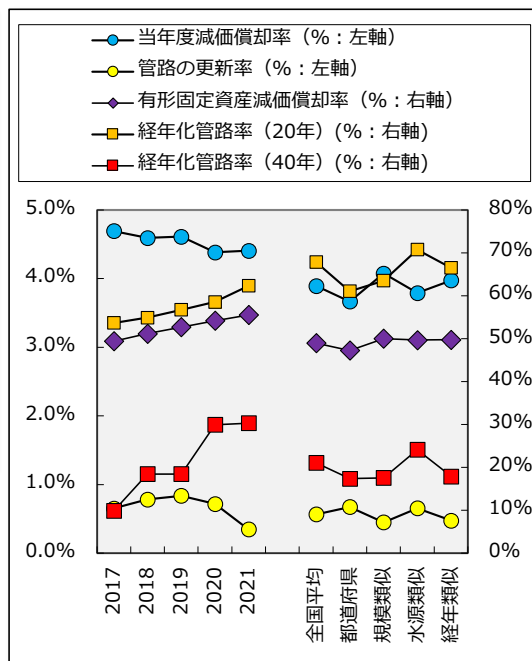 当年度減価償却率（%：左軸）
管路の更新率（%：左軸）
有形固定資産減価償却率（%：右軸）
経年化管路率（20年）(%：右軸)
経年化管路率（40年）(%：右軸)
5.0%
4.0%
3.0%
2.0%
1.0%
0.0%
80%
70%
60%
50%
40%
30%
20%
10%
0%
2017
2018
2019
2020
2021
全国平均
都道府県
規模類似
水源類似
経年類似